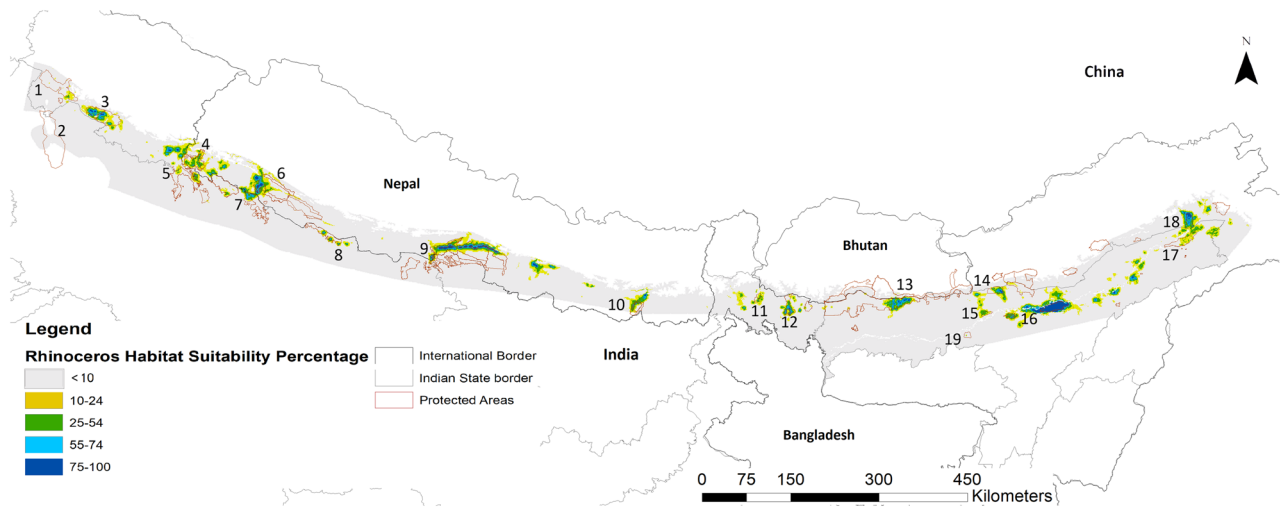 N
China
1
2
3
4
5
6
7
Nepal
8
9
10
11
12
Bhutan
13
14
15
16
17
18
19
India
Bangladesh
Legend
Rhinoceros Habitat Suitability Percentage
< 10
10-24
25-54
55-74
75-100
International Border
Indian State border
Protected Areas
0 75 150 300 450
Kilometers